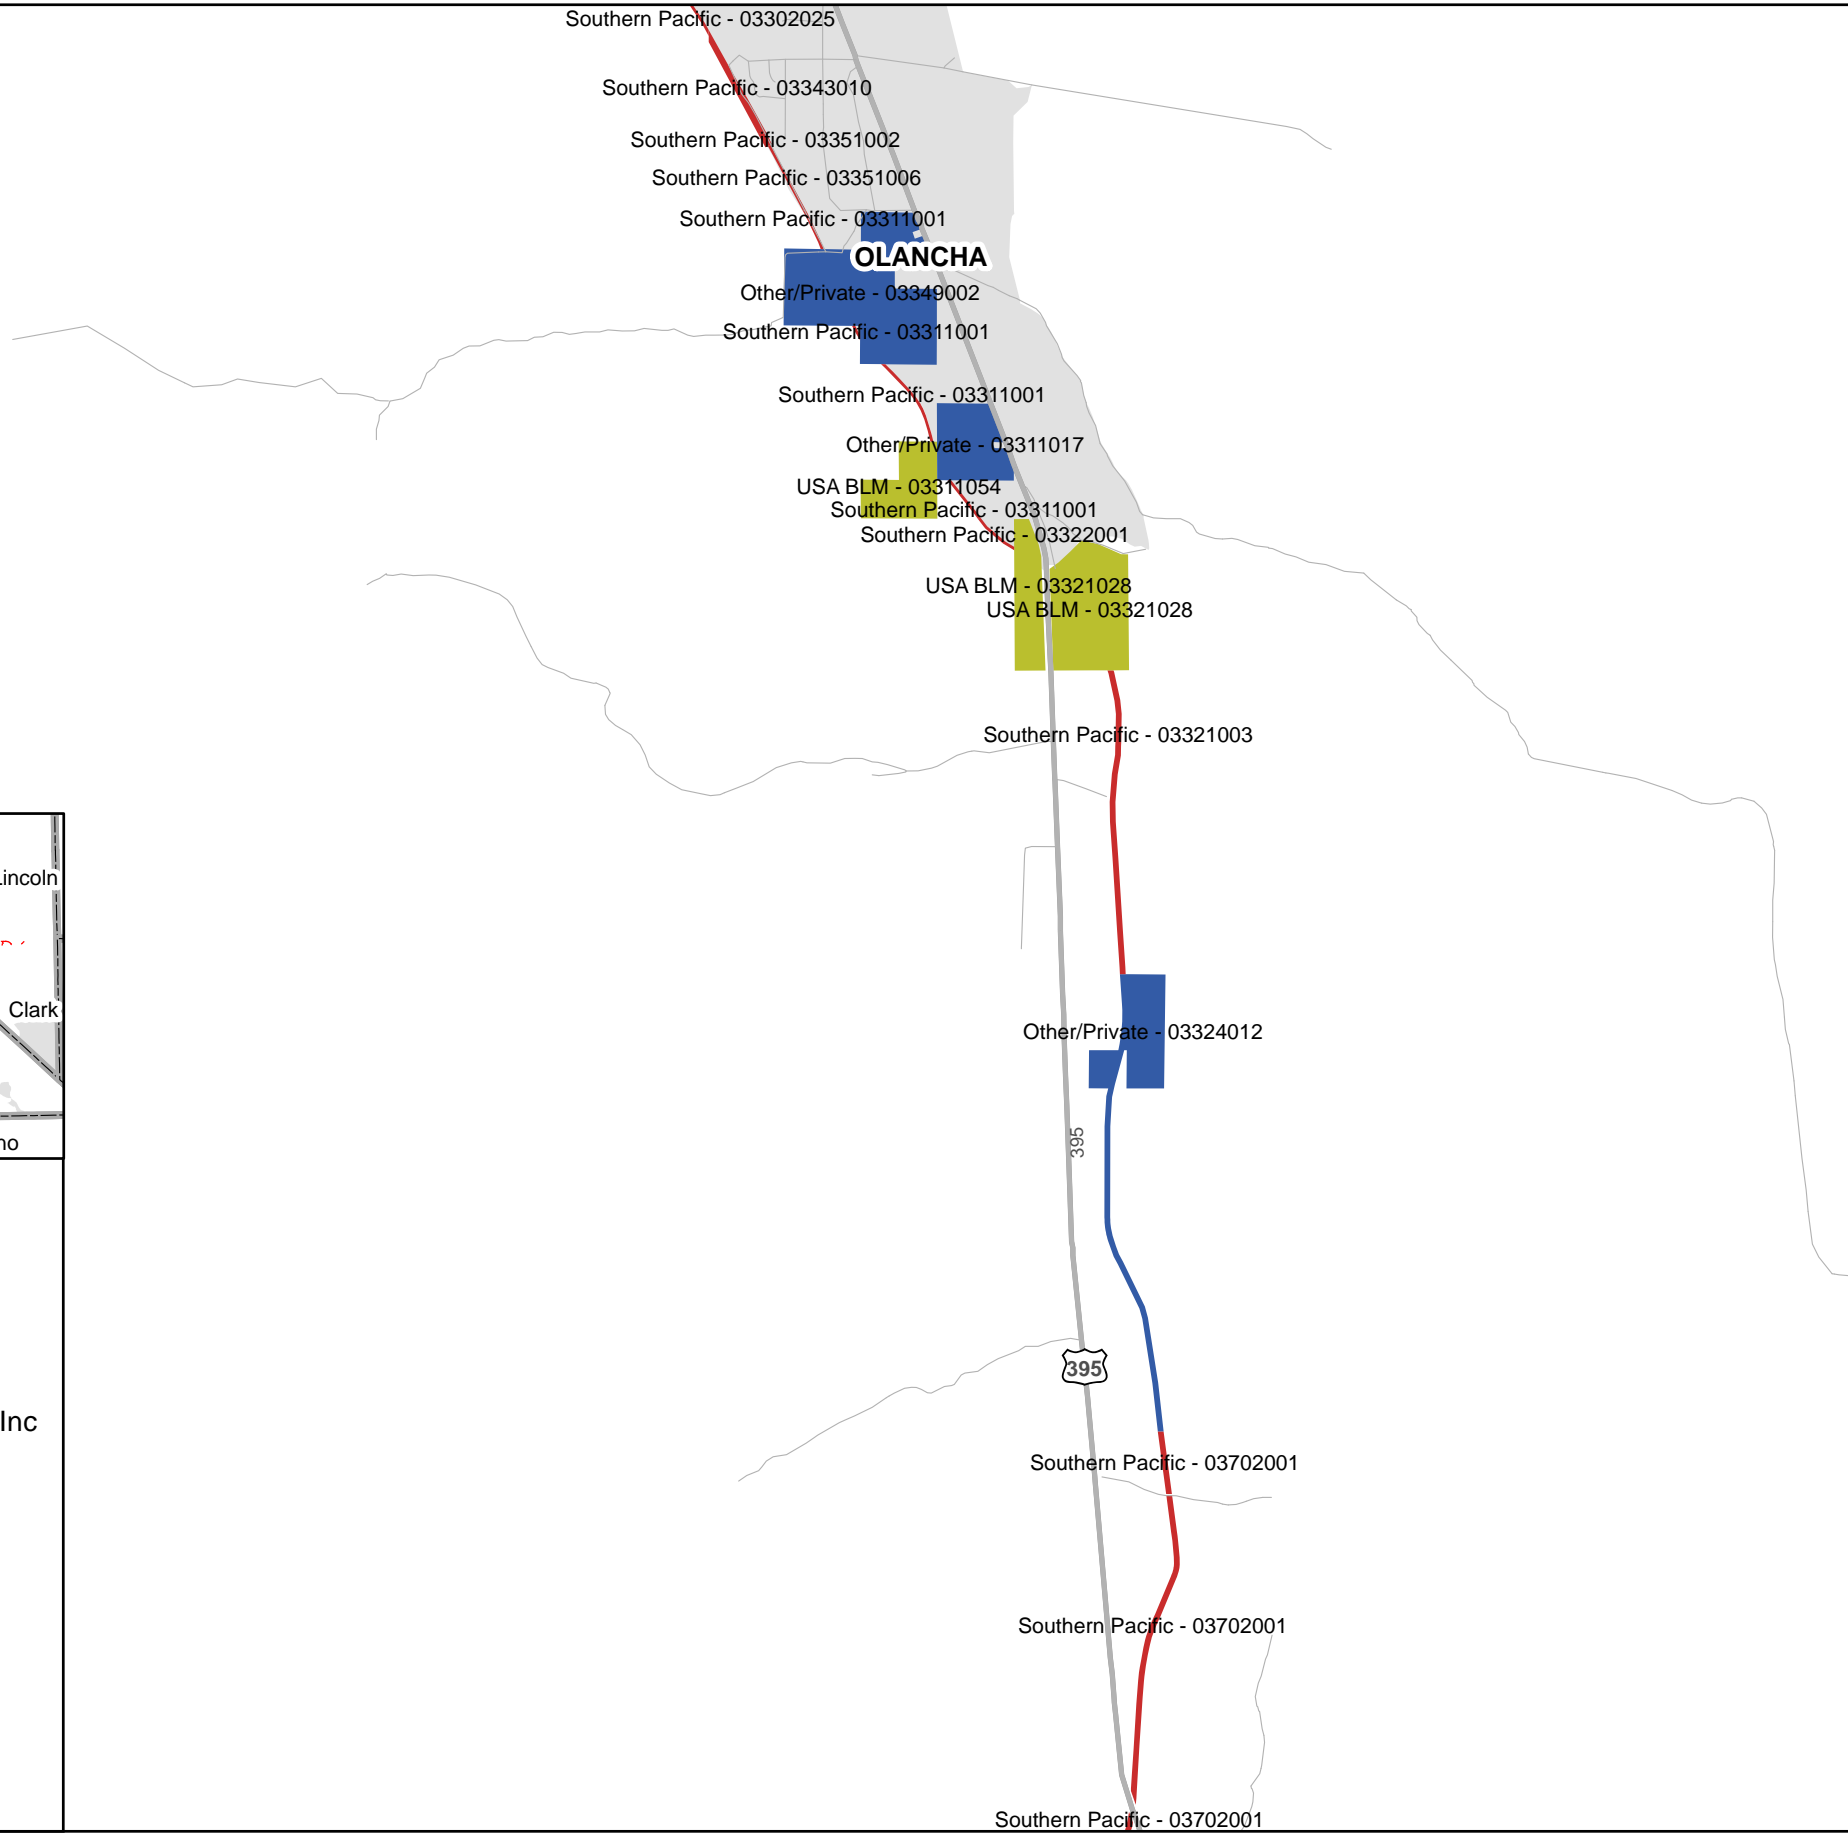 Southern Pacific - 03302025
Southern Pacific - 03343010
Southern Pacific - 03351002
Southern Pacific - 03351006
Southern Pacific - 03311001
OLANCHA
Other/Private - 03349002
Southern Pacific - 03311001
Southern Pacific - 03311001
Other/Private - 03311017
USA BLM - 03311054
Southern Pacific - 03311001
Southern Pacific - 03322001
USA BLM - 03321028
USA BLM - 03321028
Southern Pacific - 03321003
Lincoln
Clark
Other/Private - 03324012
395
no
395
Inc
Southern Pacific - 03702001
Southern Pacific - 03702001
Southern Pacific - 03702001